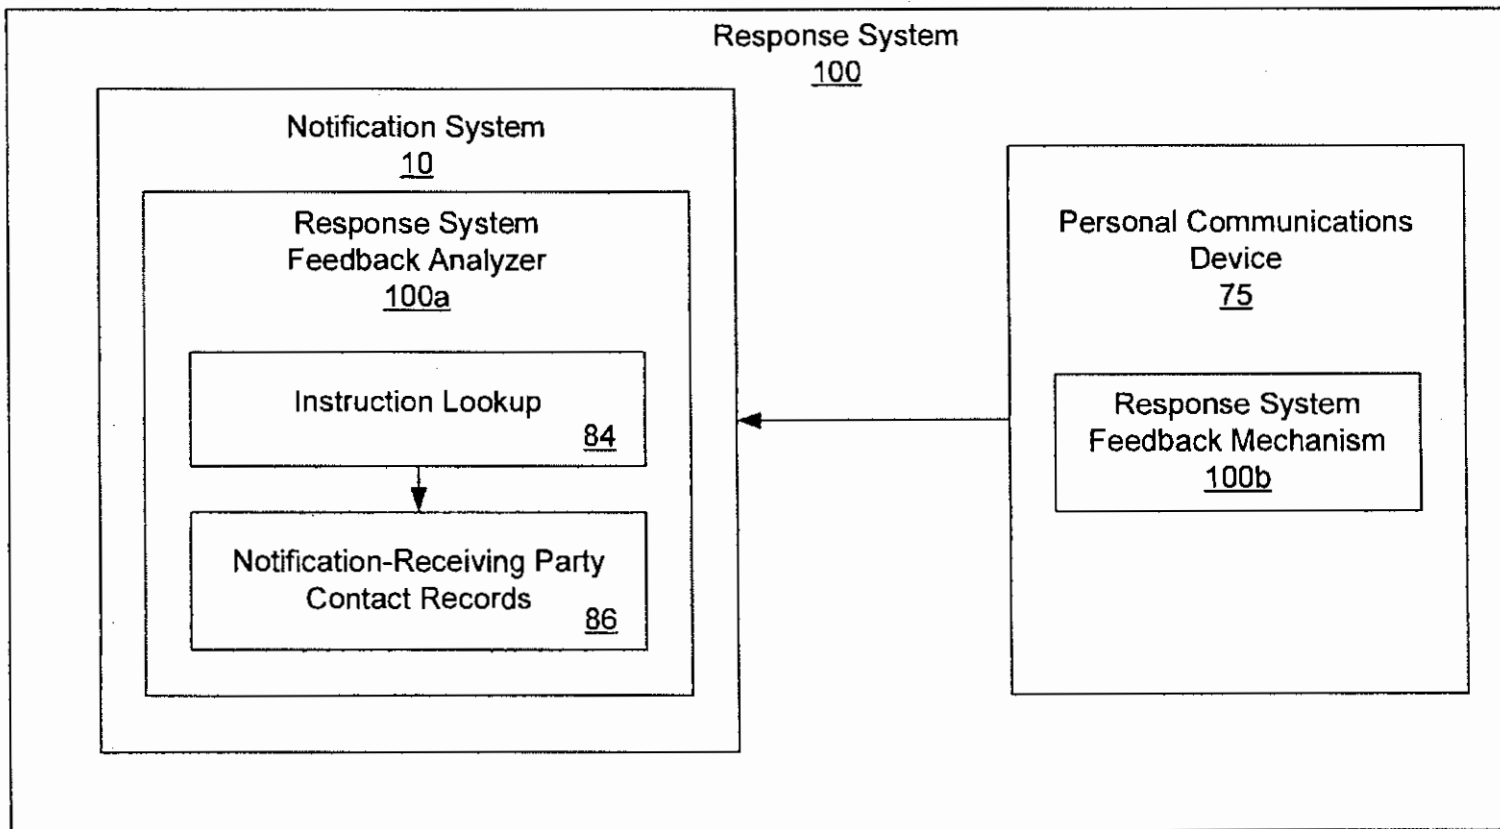 Response System
100
Notification System
10
Response System
Feedback Analyzer
100a
Instruction Lookup
84
Notification-Receiving Party
Contact Records
86
Personal Communications
Device
75
Response System
Feedback Mechanism
100b